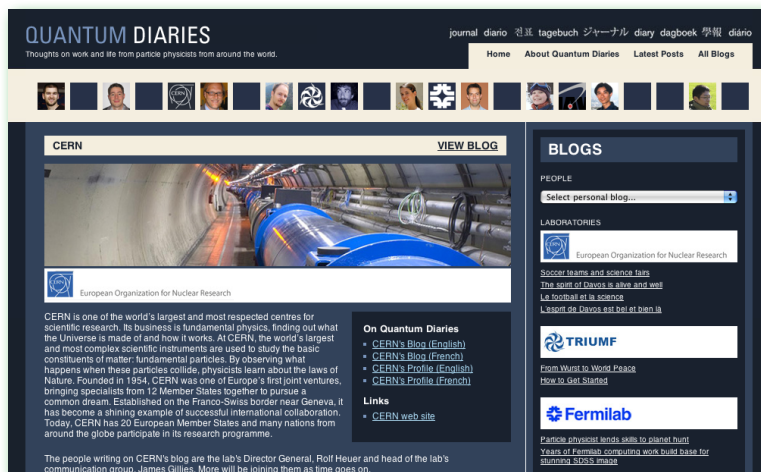 QUANTUM DIARIES
Thoughts on work and life from particle physicists from around the world.
journal diario 전표 tagebuch ジャーナル diary dagboek 學報 diário
Home About Quantum Diaries Latest Posts All Blogs
CERN VIEW BLOG
European Organization for Nuclear Research
CERN is one of the world's largest and most respected centres for
scientific research. Its business is fundamental physics, finding out what
the Universe is made of and how it works. At CERN, the world's largest
and most complex scientific instruments are used to study the basic
constituents of matter: fundamental particles. By observing what
happens when these particles collide, physicists learn about the laws of
Nature. Founded in 1954, CERN was one of Europe's first joint ventures,
bringing specialists from 12 Member States together to pursue a
common dream. Established on the Franco-Swiss border near Geneva, it
has become a shining example of successful international collaboration.
Today, CERN has 20 European Member States and many nations from
around the globe participate in its research programme.
The people writing on CERN's blog are the lab's Director General, Rolf Heuer and head of the lab's
communication group, James Gillies. More will be joining them as time goes on.
On Quantum Diaries
CERN's Blog (English)
CERN's Blog (French)
CERN's Profile (English)
CERN's Profile (French)
Links
CERN web site
BLOGS
PEOPLE
Select personal blog...
LABORATORIES
CERN
European Organization for Nuclear Research
Soccer teams and science fairs
The spirit of Davos is alive and well
Le football et la science
L'esprit de Davos est bel et bien là
TRIUMF
From Wurst to World Peace
How to Get Started
Fermilab
Particle physicist lends skills to planet hunt
Years of Fermilab computing work build base for
stunning SDSS image